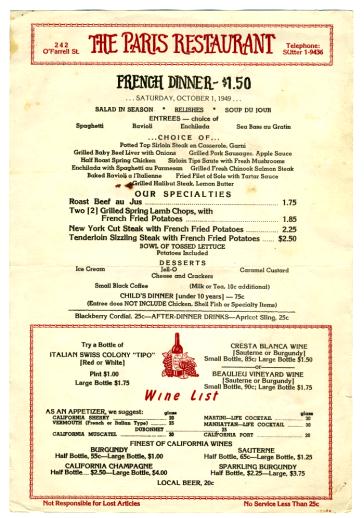 242
O'Farrell St.
THE PARIS RESTAURANT
Telephone:
SUtter 1-9436
FRENCH DINNER - $1.50
. . . SATURDAY, OCTOBER 1, 1949 . . .
SALAD IN SEASON * RELISHES * SOUP DU JOUR
ENTREES — choice of
Spaghetti Ravioli Enchilada Sea Bass au Gratin
. . . CHOICE OF . . .
Potted Top Sirloin Steak en Casserole, Garni
Grilled Baby Beef Liver with Onions Grilled Pork Sausages, Apple Sauce
Half Roast Spring Chicken Sirloin Tips Saute with Fresh Mushrooms
Enchilada with Spaghetti au Parmesan Grilled Fresh Chinook Salmon Steak
Baked Ravioli a l'Italienne Fried Filet of Sole with Tartar Sauce
Grilled Halibut Steak, Lemon Butter
OUR SPECIALTIES
Roast Beef au Jus 1.75
Two [2] Grilled Spring Lamb Chops, with
French Fried Potatoes 1.85
New York Cut Steak with French Fried Potatoes 2.25
Tenderloin Sizzling Steak with French Fried Potatoes $2.50
BOWL OF TOSSED LETTUCE
Potatoes Included
DESSERTS
Ice Cream Jell-O Caramel Custard
Cheese and Crackers
Small Black Coffee (Milk or Tea, 10c additional)
CHILD'S DINNER [under 10 years] — 75c
(Entree does NOT INCLUDE Chicken, Shell Fish or Specialty Items)
Blackberry Cordial, 25c—AFTER-DINNER DRINKS—Apricot Sling, 25c
Try a Bottle of
ITALIAN SWISS COLONY "TIPO"
[Red or White]
Pint $1.00
Large Bottle $1.75
CRESTA BLANCA WINE
[Sauterne or Burgundy]
Small Bottle, 85c; Large Bottle $1.50
—or—
BEAULIEU VINEYARD WINE
[Sauterne or Burgundy]
Small Bottle, 90c; Large Bottle $1.75
Wine List
AS AN APPETIZER, we suggest: glass glass
CALIFORNIA SHERRY 20 MARTINI—LIFE COCKTAIL 30
VERMOUTH (French or Italian Type) 25 MANHATTAN—LIFE COCKTAIL 30
DUBONNET 25
CALIFORNIA MUSCATEL 20 CALIFORNIA PORT 20
FINEST OF CALIFORNIA WINES
BURGUNDY SAUTERNE
Half Bottle, 55c—Large Bottle, $1.00 Half Bottle, 65c—Large Bottle, $1.25
CALIFORNIA CHAMPAGNE SPARKLING BURGUNDY
Half Bottle...$2.50—Large Bottle, $4.00 Half Bottle, $2.25—Large Bottle, $3.75
LOCAL BEER, 20c
Not Responsible for Lost Articles No Service Less Than 25c